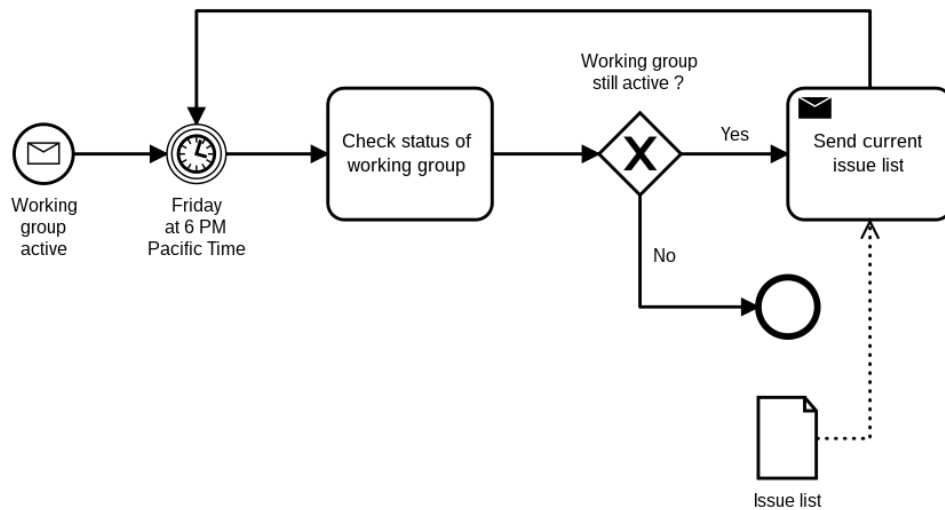 Working group
still active ?
Check status of
working group
Yes
Send current
issue list
Working
group
active
Friday
at 6 PM
Pacific Time
No
Issue list